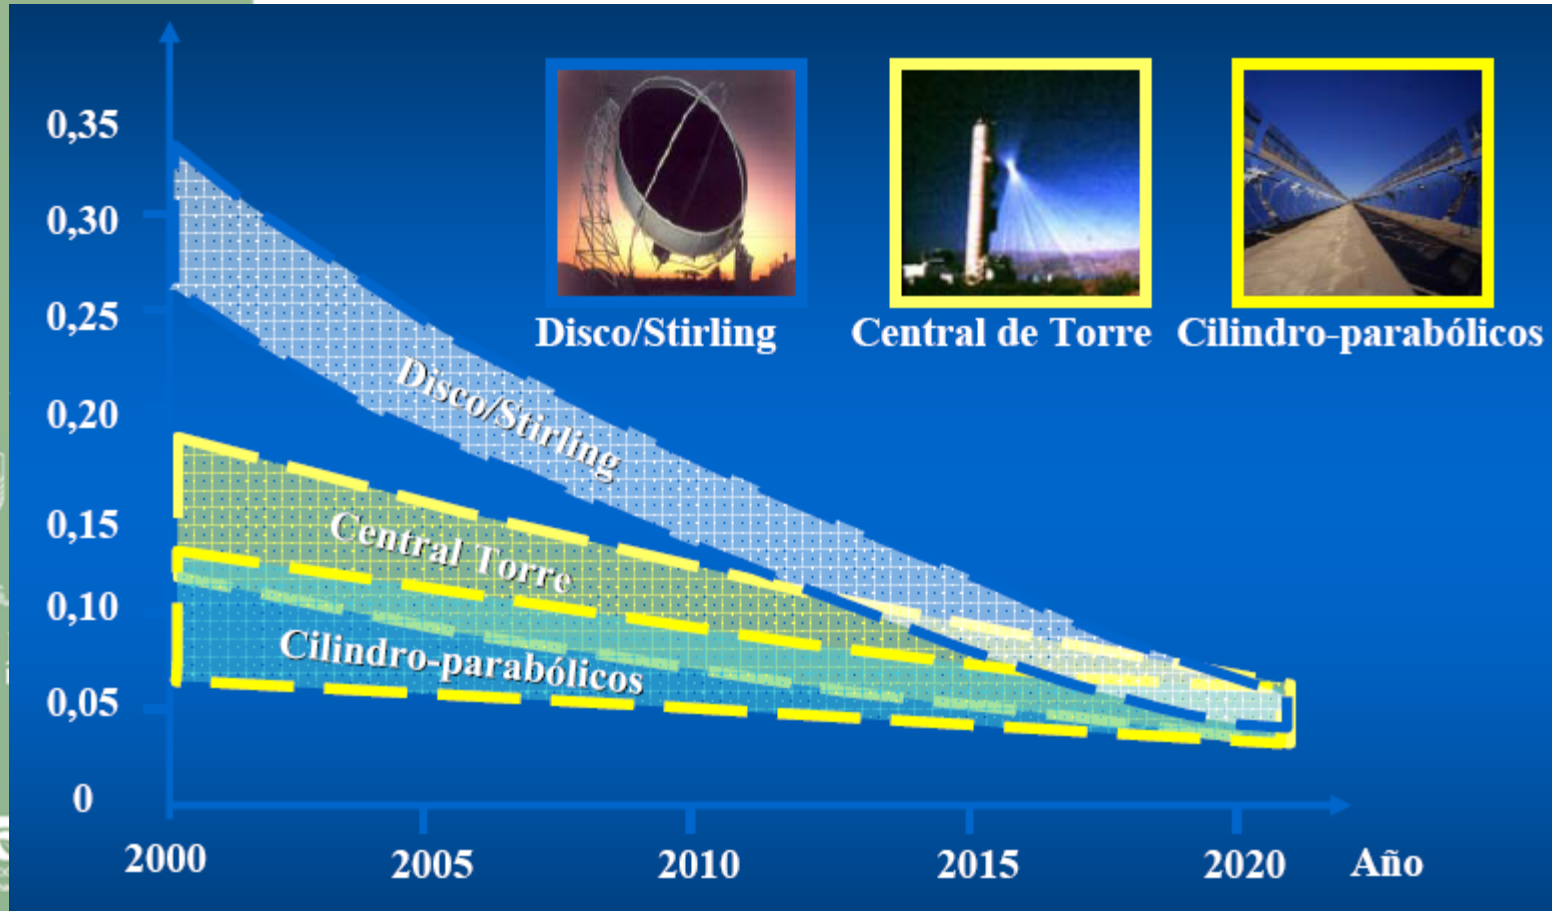 0,35
0,30
0,25
0,20
0,15
0,10
0,05
0
Disco/Stirling
Central de Torre
Cilindro-parabólicos
Disco/Stirling
Central Torre
Cilindro-parabólicos
2000
2005
2010
2015
2020
Año